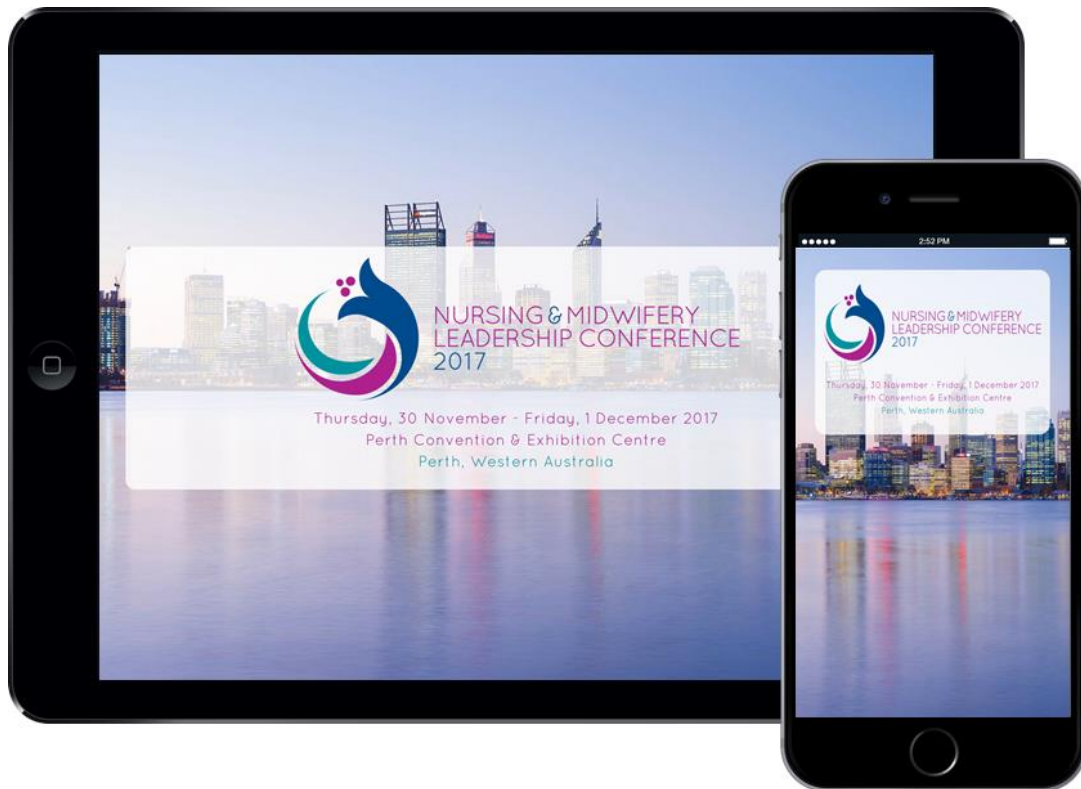 NURSING & MIDWIFERY
LEADERSHIP CONFERENCE
2017
Thursday, 30 November - Friday, 1 December 2017
Perth Convention & Exhibition Centre
Perth, Western Australia
2:52 PM
NURSING & MIDWIFERY
LEADERSHIP CONFERENCE
2017
Thursday, 30 November - Friday, 1 December 2017
Perth Convention & Exhibition Centre
Perth, Western Australia